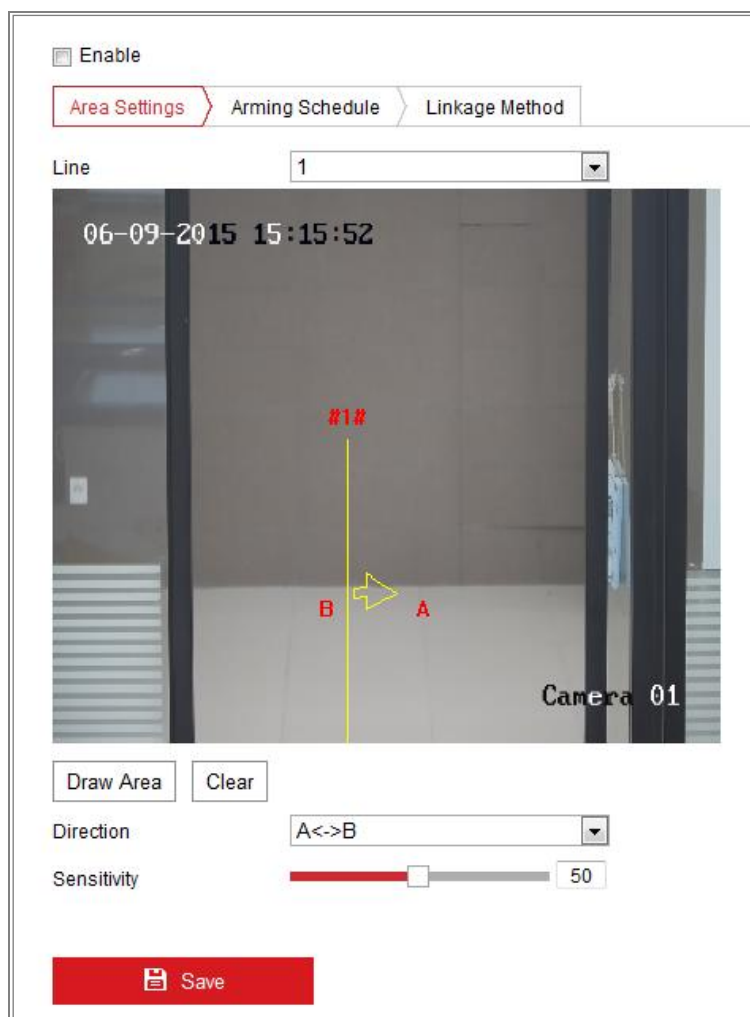 Enable
Area Settings
Arming Schedule
Linkage Method
Line
1
06-09-2015 15:15:52
#1#
B
A
Camera 01
Draw Area
Clear
Direction
A<->B
Sensitivity
50
Save